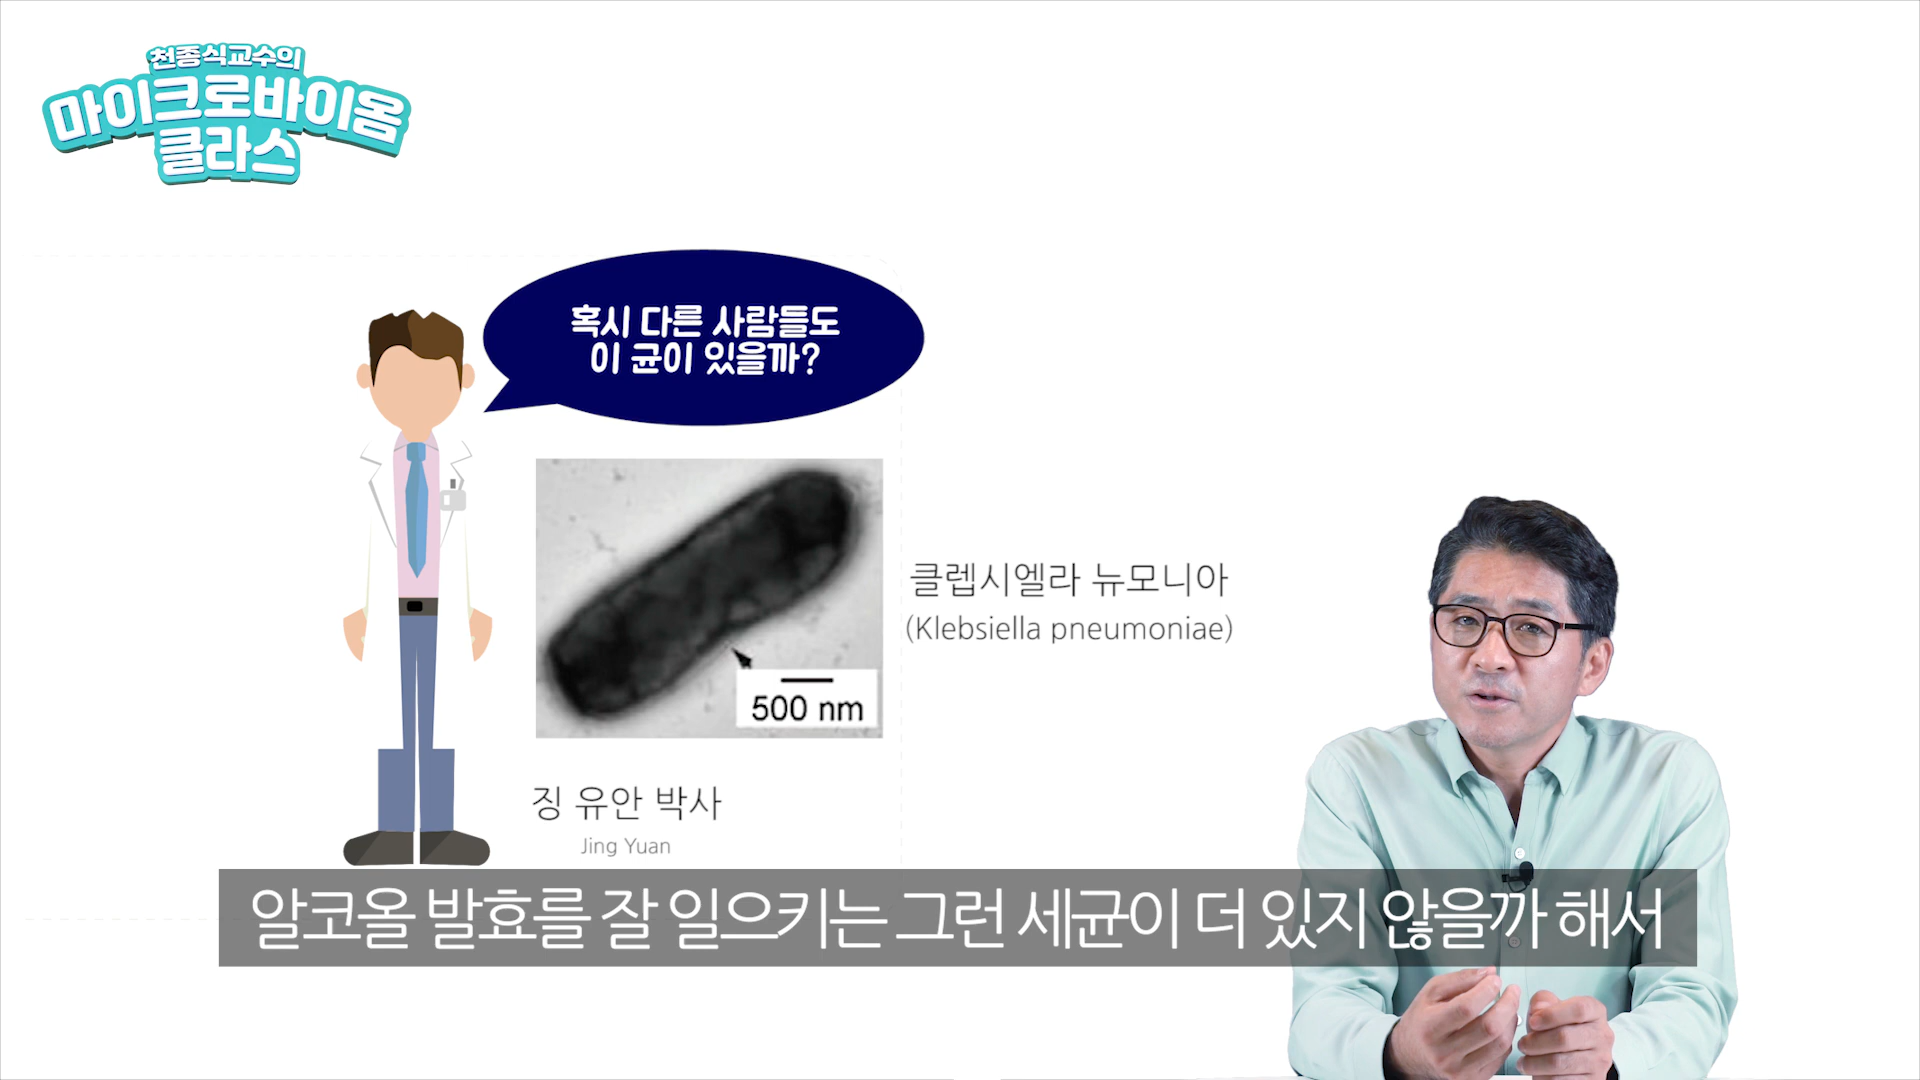 천종식교수의
마이크로바이옴
클라스
혹시 다른 사람들도
이 균이 있을까?
클렙시엘라 뉴모니아
(Klebsiella pneumoniae)
500 nm
징 유안 박사
Jing Yuan
알코올 발효를 잘 일으키는 그런 세균이 더 있지 않을까 해서